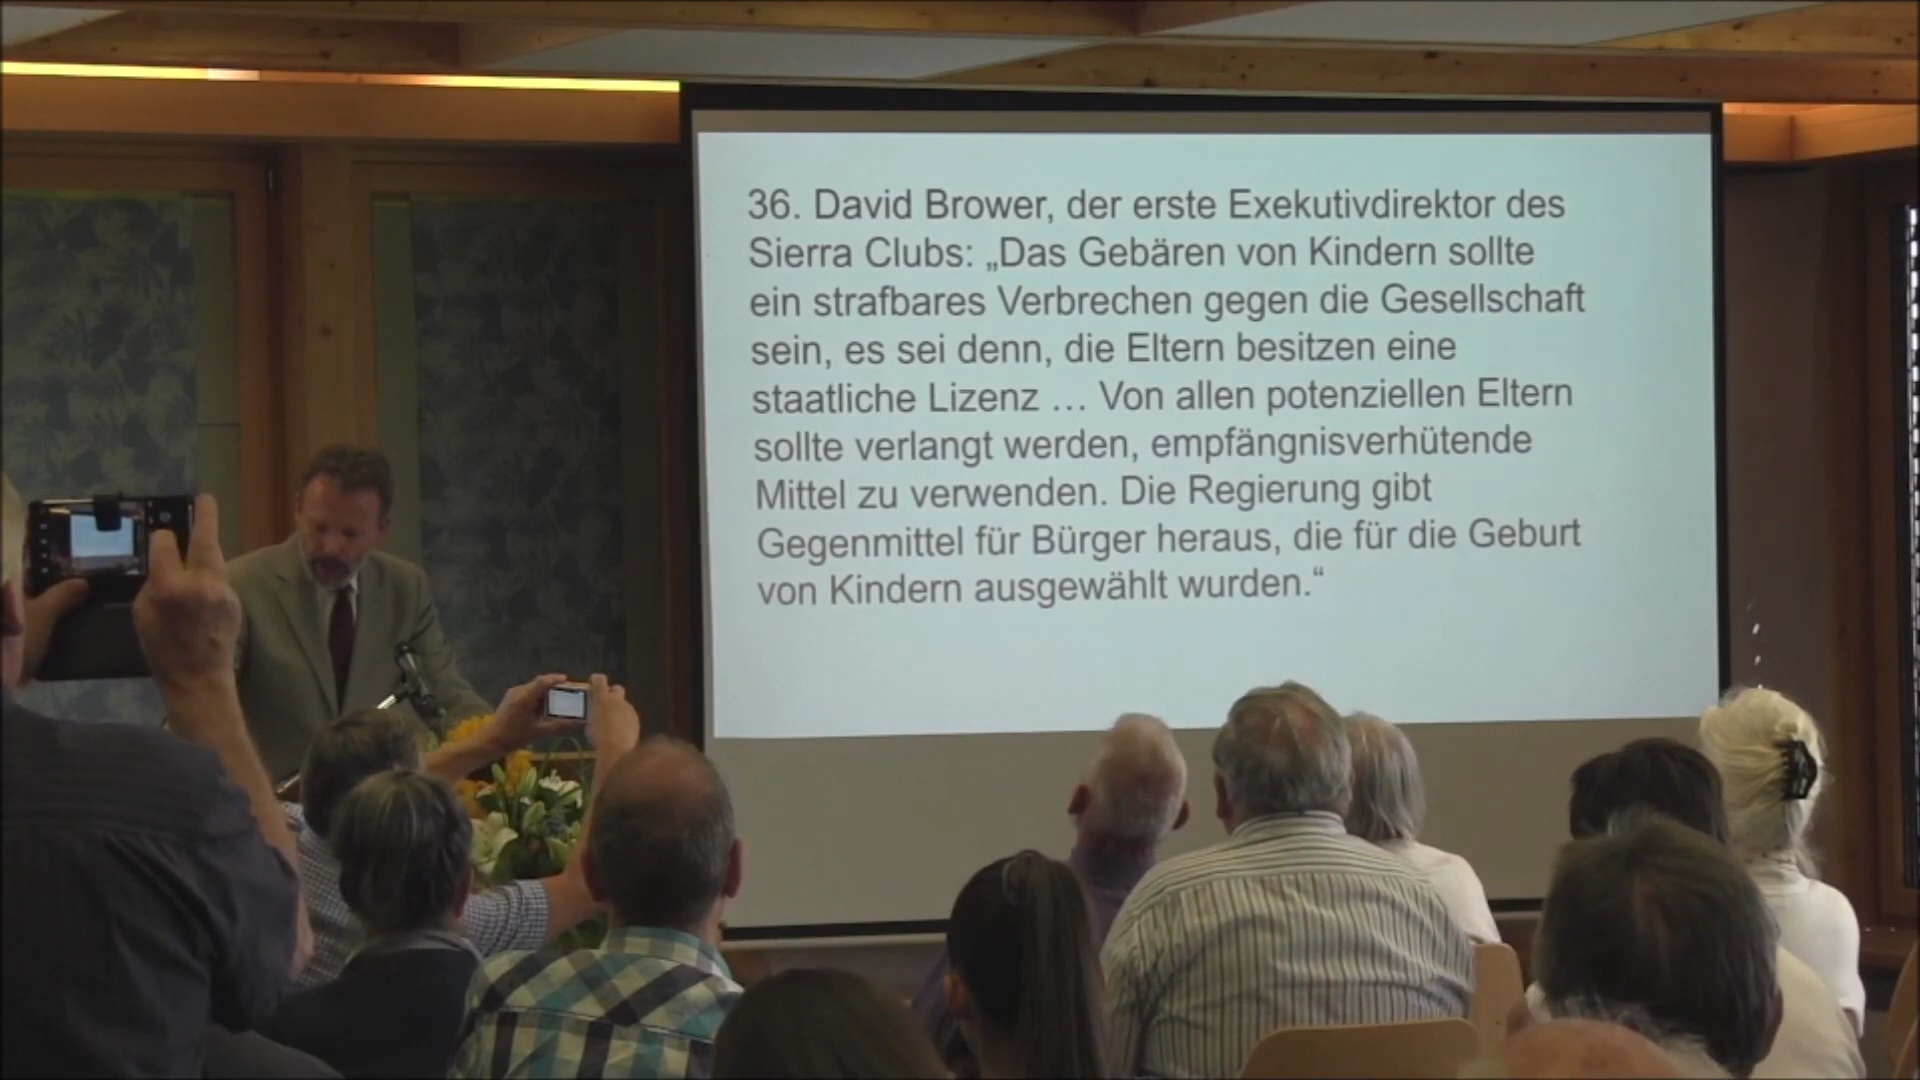 36. David Brower, der erste Exekutivdirektor des
Sierra Clubs: „Das Gebären von Kindern sollte
ein strafbares Verbrechen gegen die Gesellschaft
sein, es sei denn, die Eltern besitzen eine
staatliche Lizenz … Von allen potenziellen Eltern
sollte verlangt werden, empfängnisverhütende
Mittel zu verwenden. Die Regierung gibt
Gegenmittel für Bürger heraus, die für die Geburt
von Kindern ausgewählt wurden.“